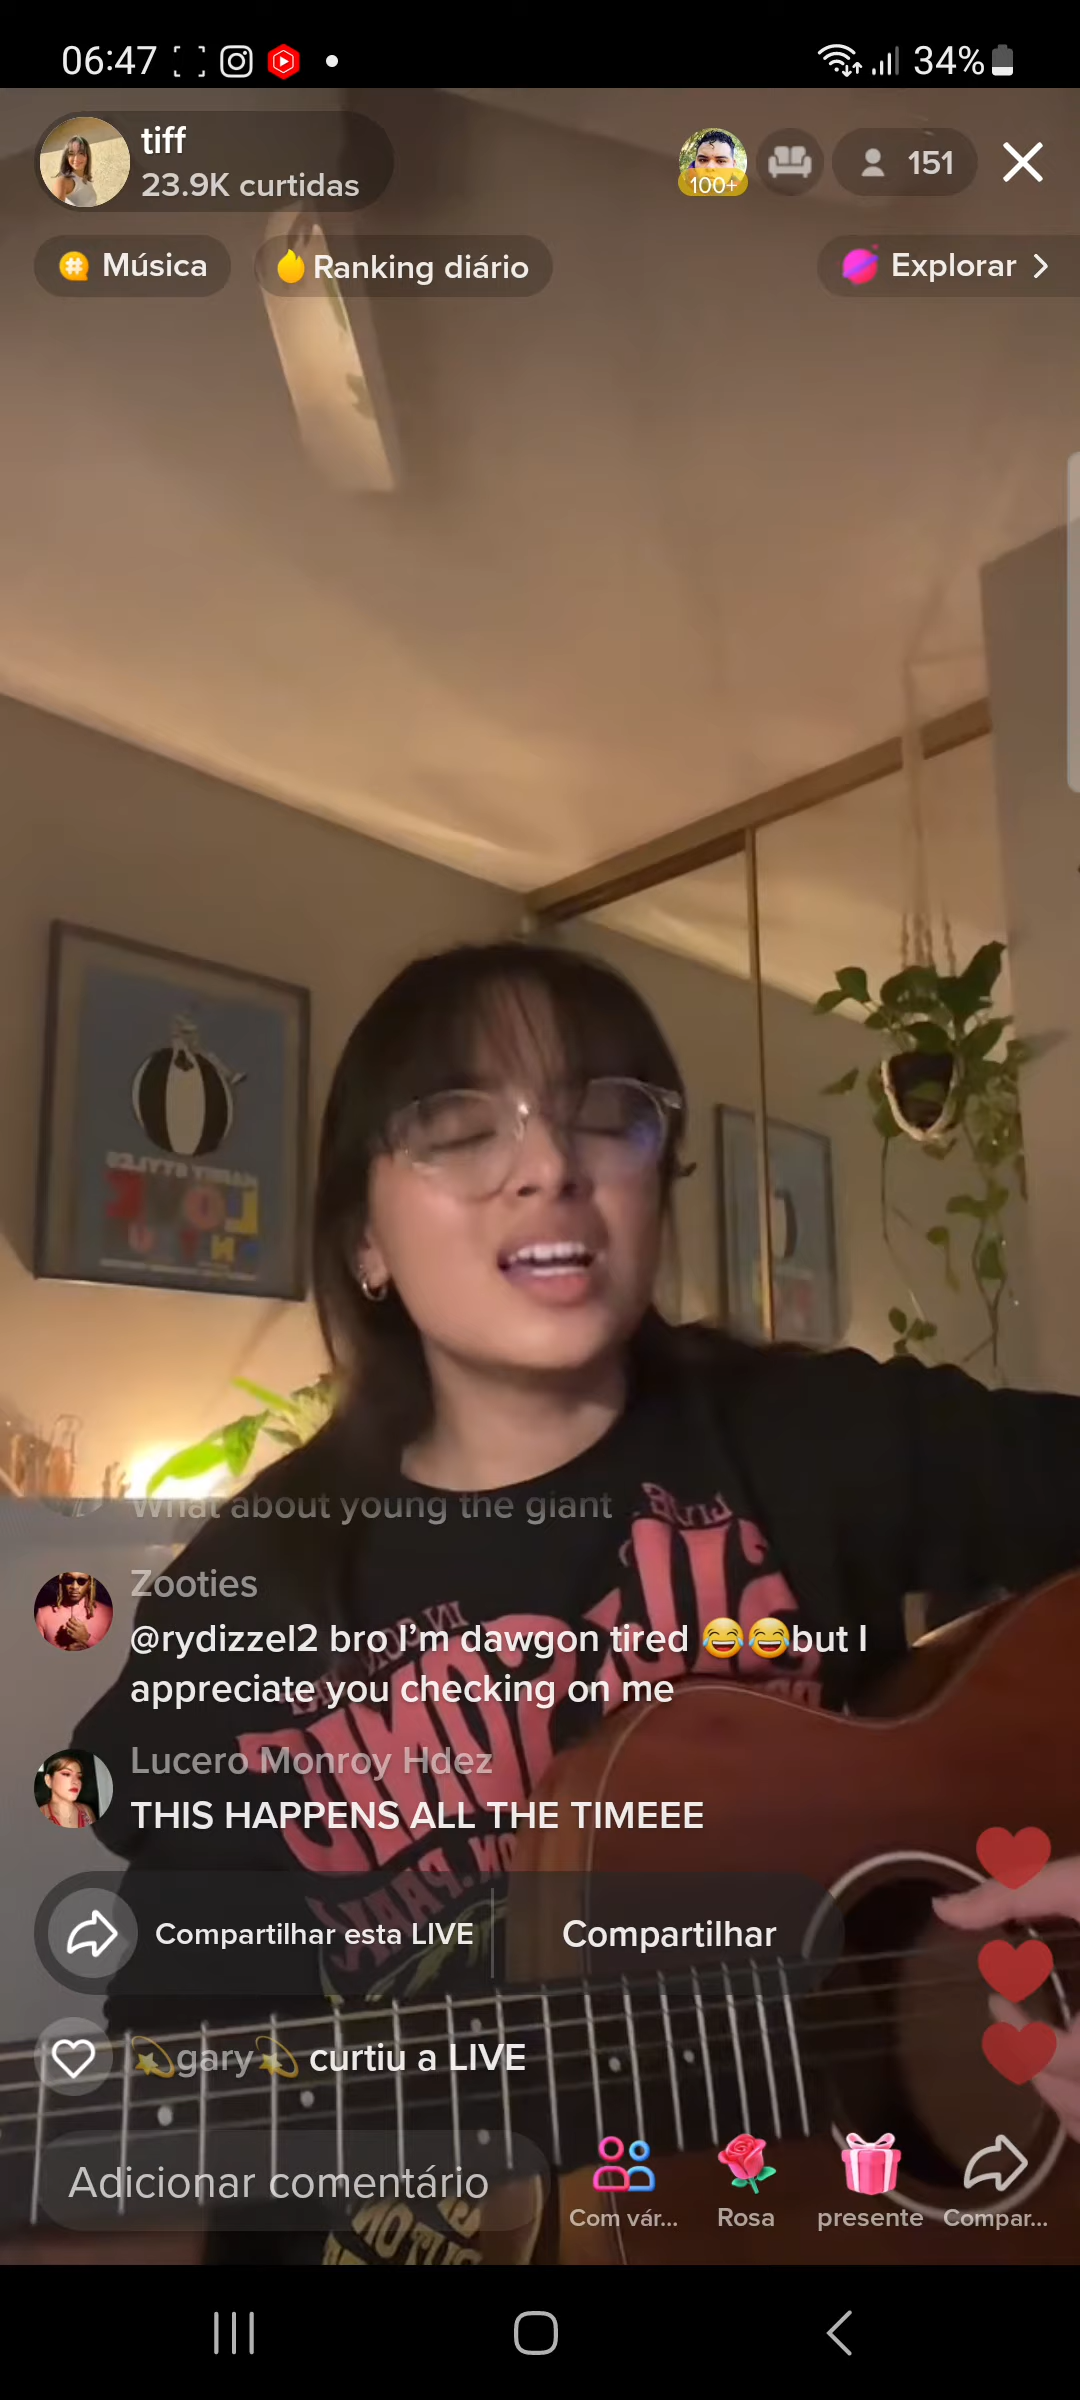 06:47
34%
tiff
23.9K curtidas
100+
151
Música
Ranking diário
Explorar
What about young the giant
Zooties
@rydizzel2 bro I'm dawgon tired 😂😂but I
appreciate you checking on me
Lucero Monroy Hdez
THIS HAPPENS ALL THE TIMEEE
Compartilhar esta LIVE
Compartilhar
💫gary💫 curtiu a LIVE
Adicionar comentário
Com vár...
Rosa
presente
Compar...